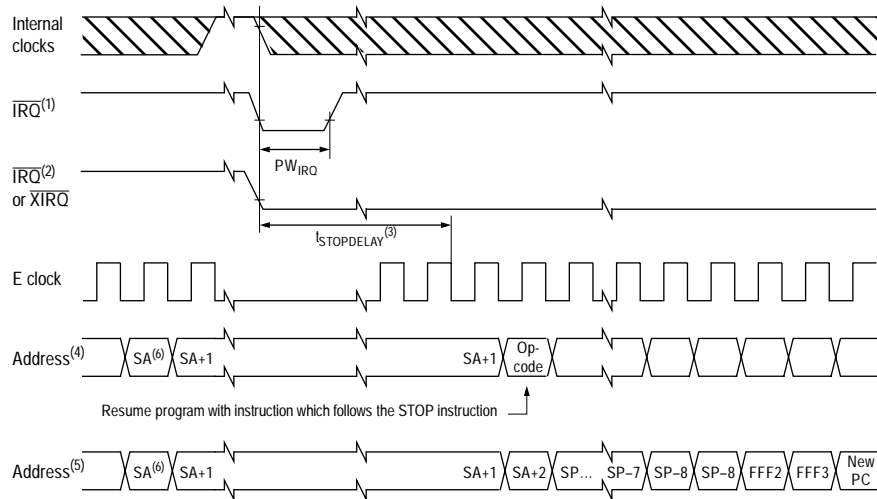 Internal
clocks
IRQ(1)
PW IRQ
IRQ(2)
or XIRQ
tSTOPDELAY(3)
E clock
Address(4) SA(6) SA+1 SA+1 Op-
code
Resume program with instruction which follows the STOP instruction
Address(5) SA(6) SA+1 SA+1 SA+2 SP... SP–7 SP–8 SP–8 FFF2 FFF3 New
PC